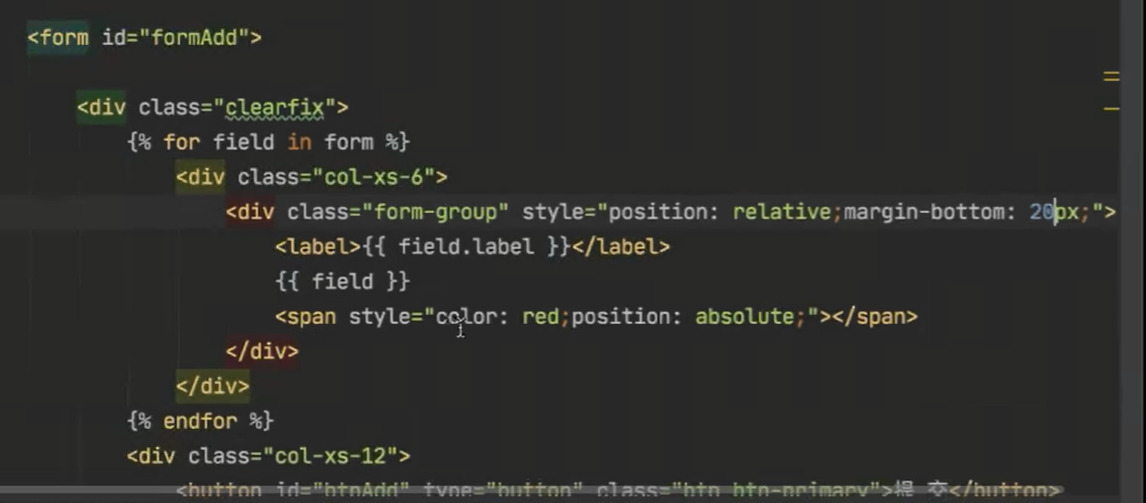 <form id="formAdd">
<div class="clearfix">
{% for field in form %}
<div class="col-xs-6">
<div class="form-group" style="position: relative;margin-bottom: 20px;">
<label>{{ field.label }}</label>
{{ field }}
<span style="color: red;position: absolute;"></span>
</div>
</div>
{% endfor %}
<div class="col-xs-12">
<button id="btnAdd" type="button" class="btn btn-primary">提 交</button>